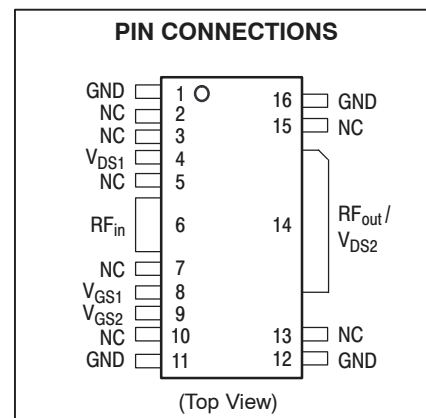 PIN CONNECTIONS
GND 1 16 GND
NC 2
15 NC
NC 3
VDS1 4
NC 5
RFin 6 14 RFout/
VDS2
NC 7
VGS1 8
VGS2 9
NC 10 13 NC
GND 11 12 GND
(Top View)